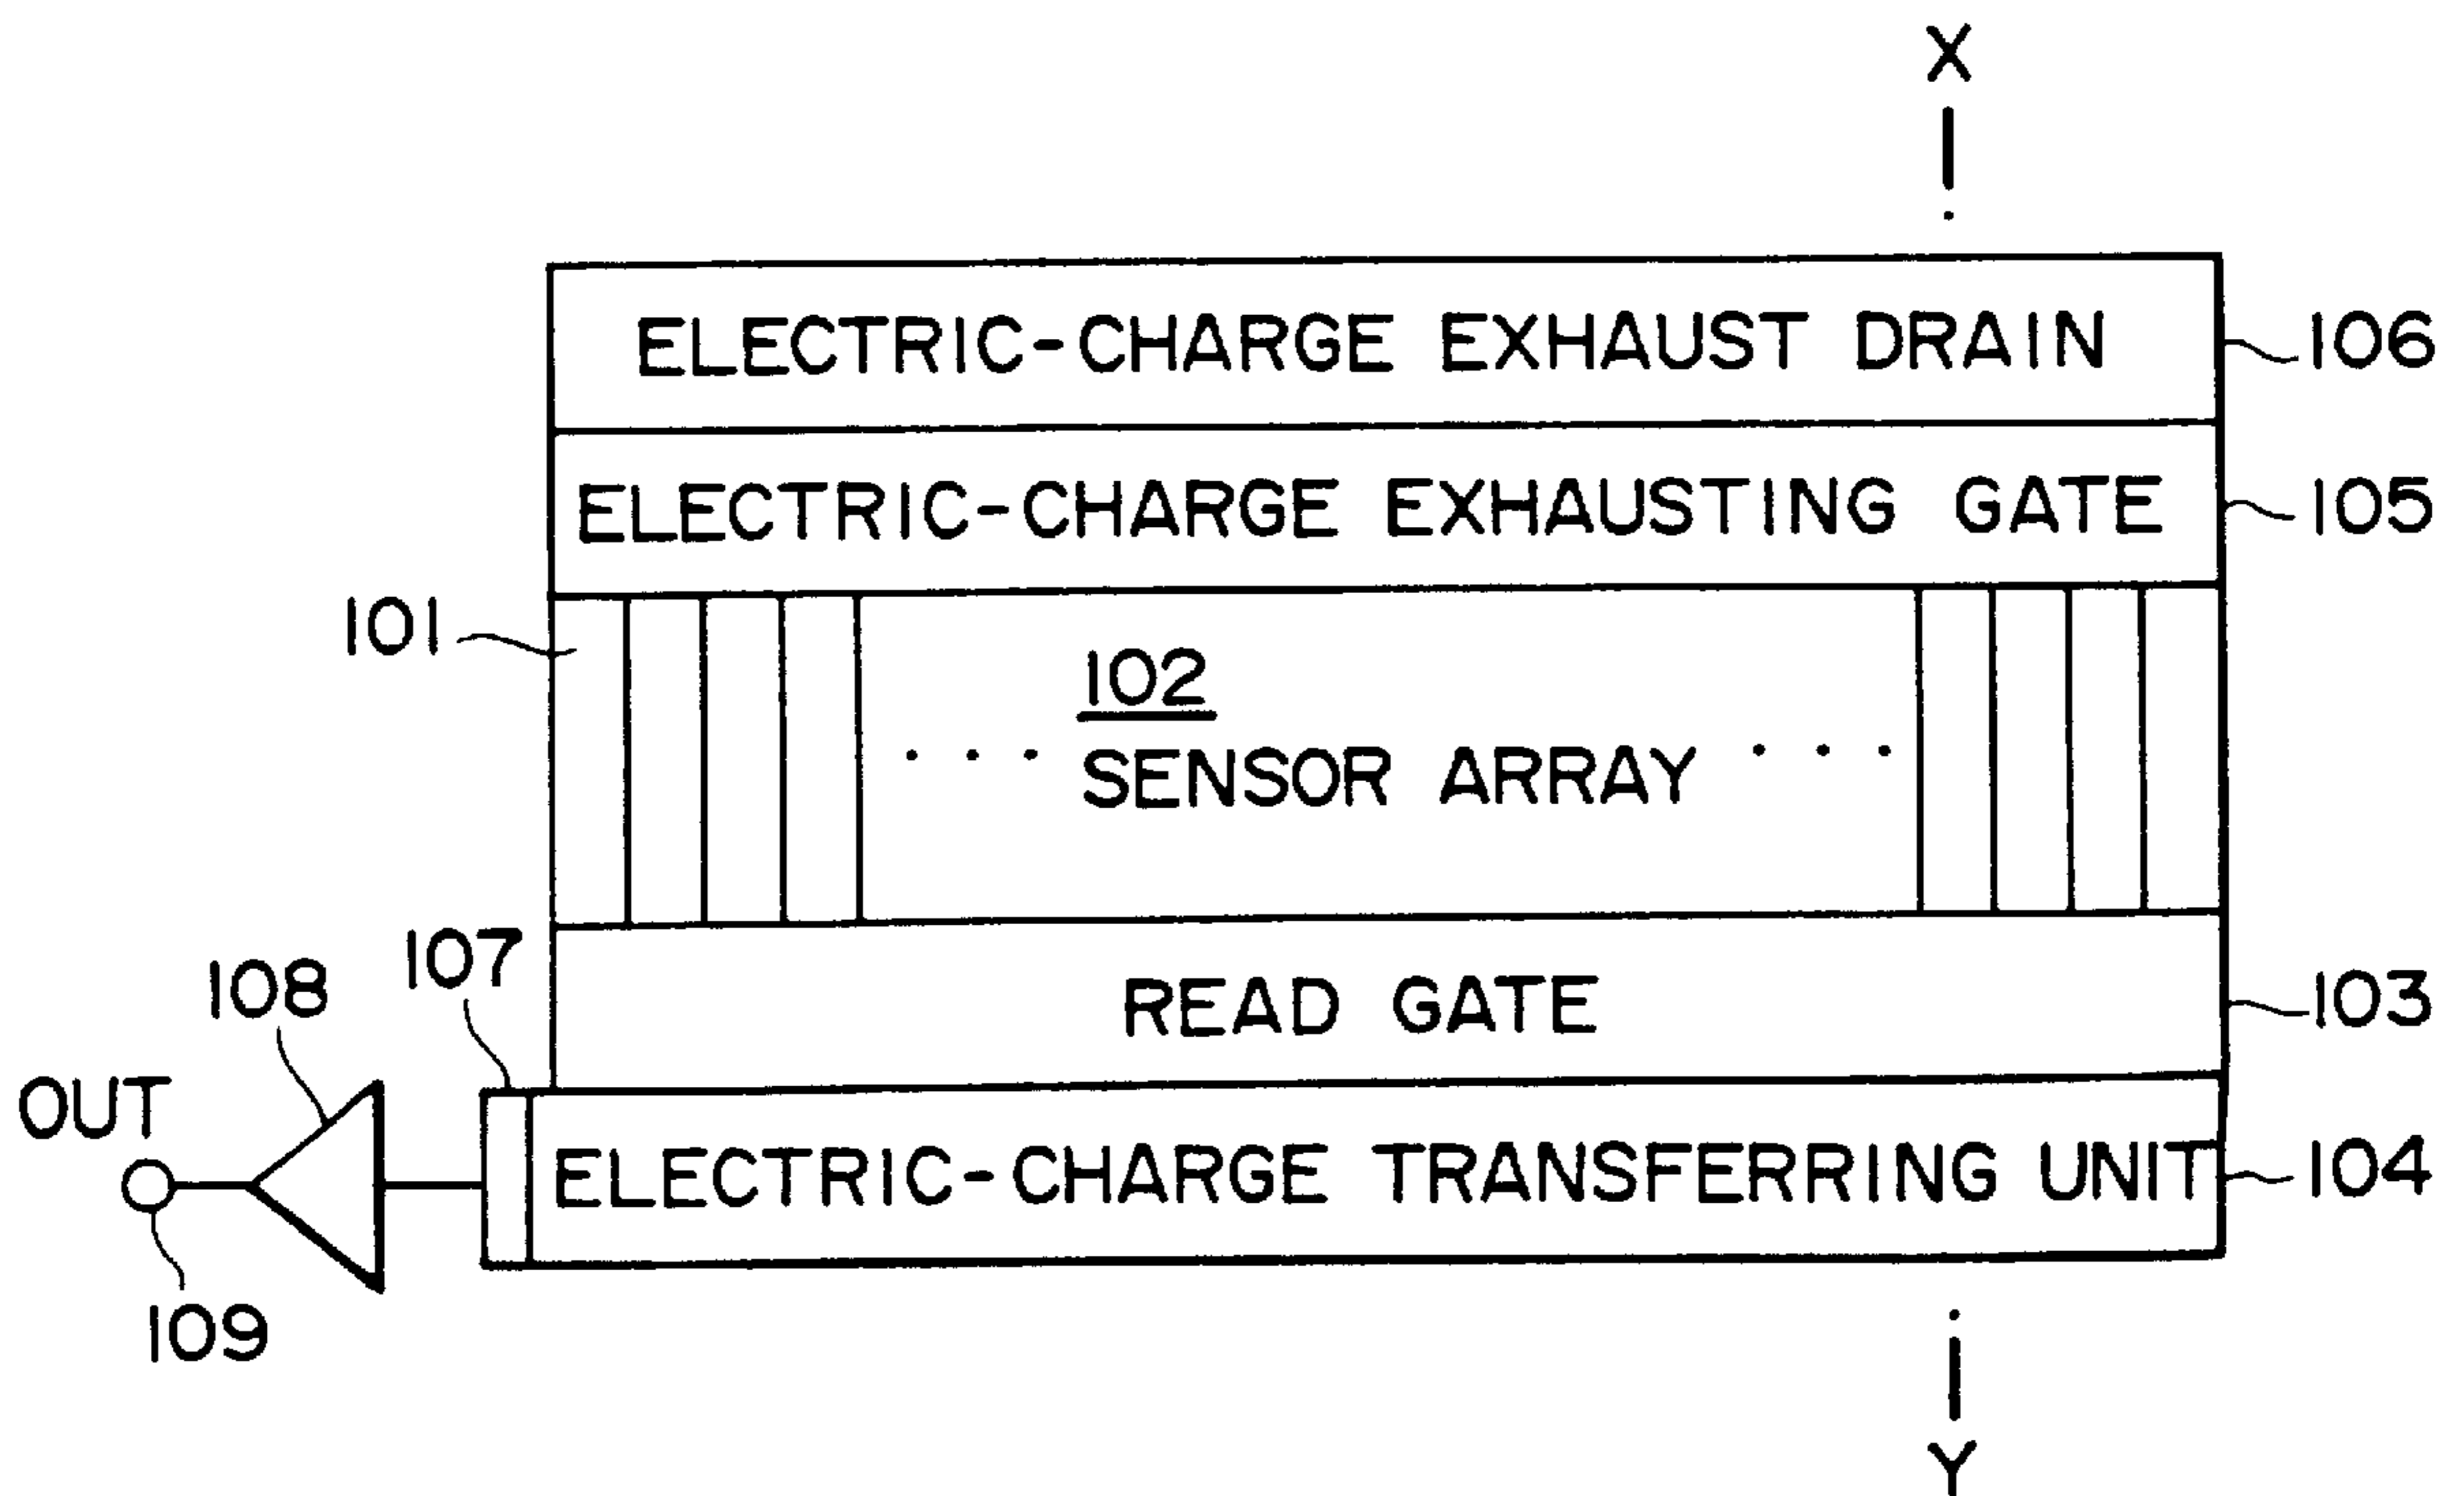 X
ELECTRIC-CHARGE EXHAUST DRAIN
106
ELECTRIC-CHARGE EXHAUSTING GATE
105
101
102
... SENSOR ARRAY ...
107
108
READ GATE
103
OUT
ELECTRIC-CHARGE TRANSFERRING UNIT
104
109
Y